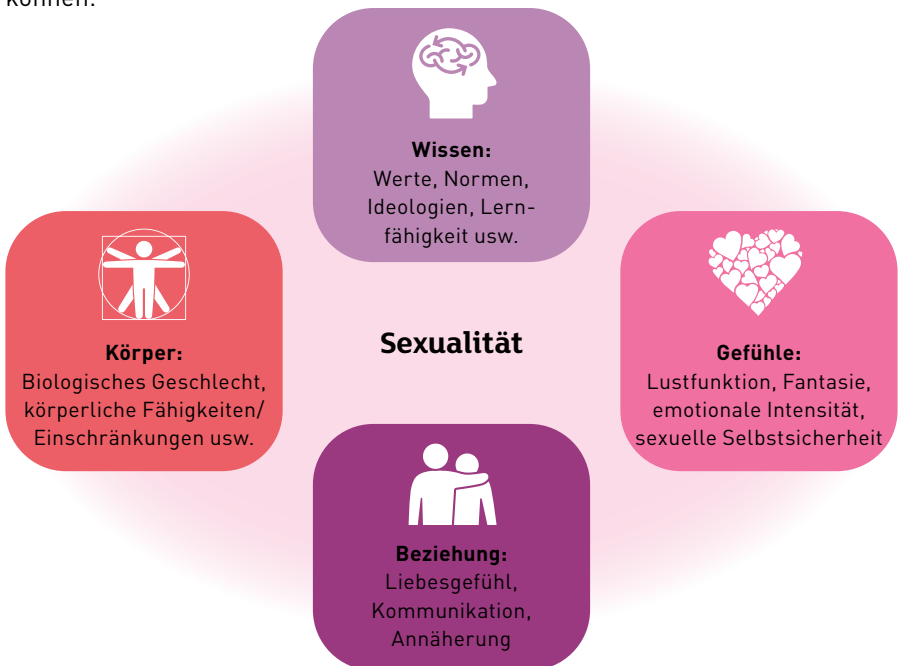 können.
Wissen:
Werte, Normen,
Ideologien, Lern-
fähigkeit usw.
Körper:
Biologisches Geschlecht,
körperliche Fähigkeiten/
Einschränkungen usw.
Sexualität
Gefühle:
Lustfunktion, Fantasie,
emotionale Intensität,
sexuelle Selbstsicherheit
Beziehung:
Liebesgefühl,
Kommunikation,
Annäherung